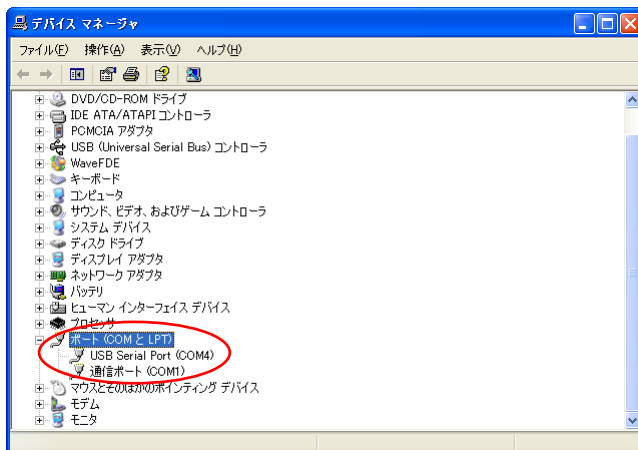 デバイス マネージャ
ファイル(F) 操作(A) 表示(V) ヘルプ(H)
DVD/CD-ROM ドライブ
IDE ATA/ATAPI コントローラ
PCMCIA アダプタ
USB (Universal Serial Bus) コントローラ
WaveFDE
キーボード
コンピュータ
サウンド、ビデオ、およびゲーム コントローラ
システム デバイス
ディスク ドライブ
ディスプレイ アダプタ
ネットワーク アダプタ
バッテリ
ヒューマン インターフェイス デバイス
プロセッサ
ポート (COM と LPT)
USB Serial Port (COM4)
通信ポート (COM1)
マウスとそのほかのポインティング デバイス
モデム
モニタ